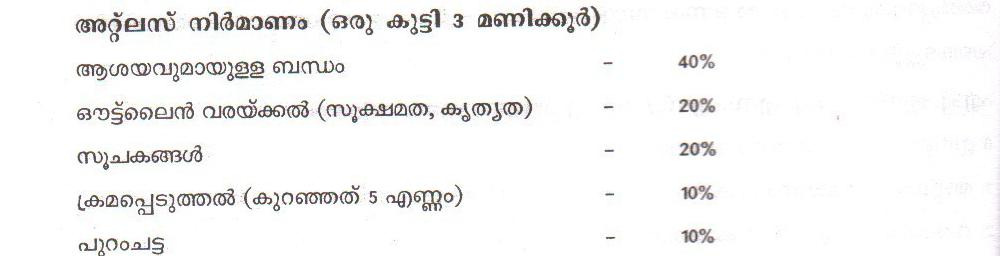 അറ്റ്ലസ് നിർമാണം (ഒരു കുട്ടി 3 മണിക്കൂർ)
ആശയവുമായുളള ബന്ധം - 40%
ഔട്ട്ലൈൻ വരയ്ക്കൽ (സൂക്ഷമത, കൃത്യത) - 20%
സൂചകങ്ങൾ - 20%
ക്രമപ്പെടുത്തൽ (കുറഞ്ഞത് 5 എണ്ണം) - 10%
പുറംചട്ട - 10%